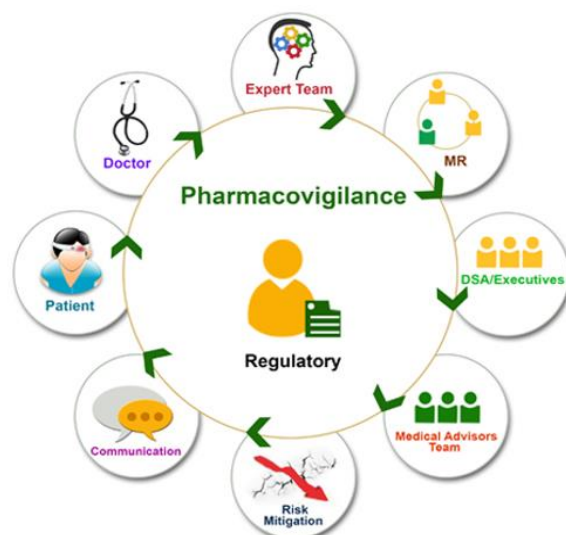 Expert Team
Doctor
MR
Pharmacovigilance
DSA/Executives
Patient
Regulatory
Communication
Medical Advisors
Team
Risk
Mitigation